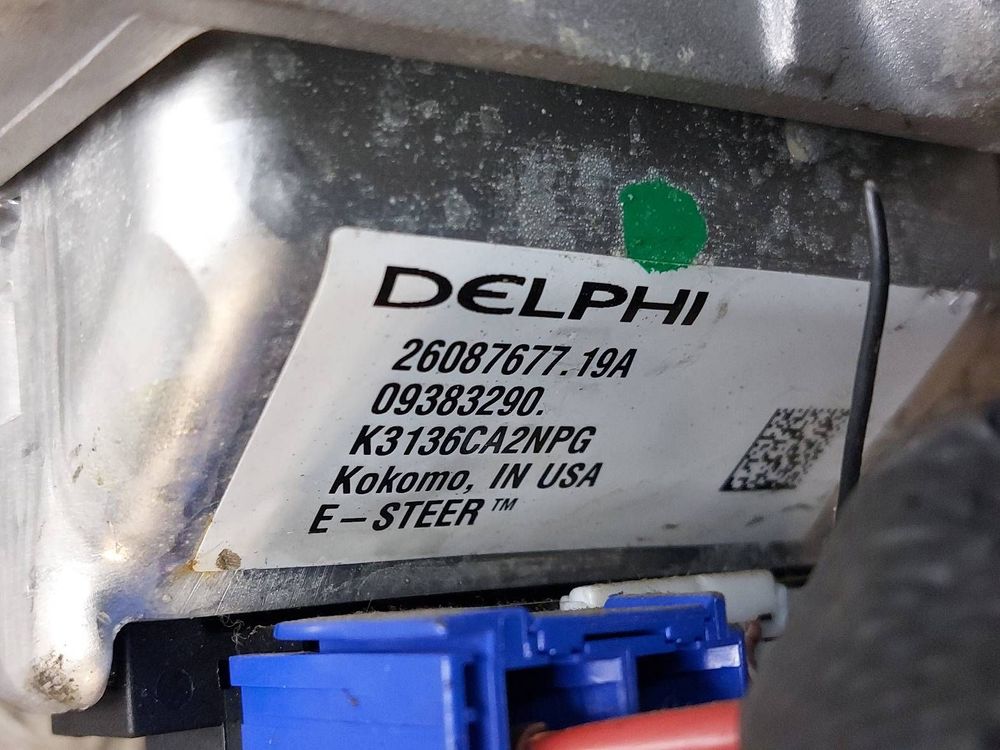 DELPHI
26087677.19A
09383290.
K3136CA2NPG
Kokomo, IN USA
E-STEER™